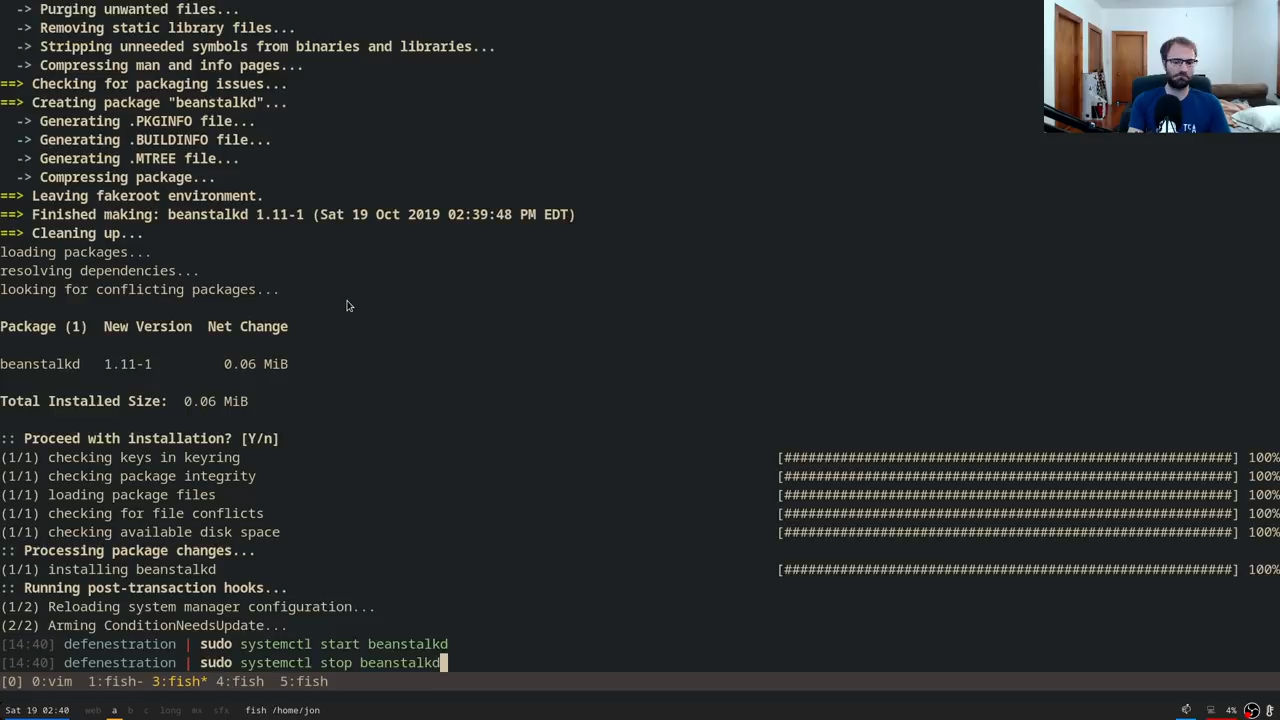 -> Purging unwanted files...
-> Removing static library files...
-> Stripping unneeded symbols from binaries and libraries...
-> Compressing man and info pages...
==> Checking for packaging issues...
==> Creating package "beanstalkd"...
-> Generating .PKGINFO file...
-> Generating .BUILDINFO file...
-> Generating .MTREE file...
-> Compressing package...
==> Leaving fakeroot environment.
==> Finished making: beanstalkd 1.11-1 (Sat 19 Oct 2019 02:39:48 PM EDT)
==> Cleaning up...
loading packages...
resolving dependencies...
looking for conflicting packages...
Package (1)  New Version  Net Change
beanstalkd   1.11-1         0.06 MiB
Total Installed Size:  0.06 MiB
:: Proceed with installation? [Y/n]
(1/1) checking keys in keyring [########################################################] 100%
(1/1) checking package integrity [########################################################] 100%
(1/1) loading package files [########################################################] 100%
(1/1) checking for file conflicts [########################################################] 100%
(1/1) checking available disk space [########################################################] 100%
:: Processing package changes...
(1/1) installing beanstalkd [########################################################] 100%
:: Running post-transaction hooks...
(1/2) Reloading system manager configuration...
(2/2) Arming ConditionNeedsUpdate...
[14:40] defenestration | sudo systemctl start beanstalkd
[14:40] defenestration | sudo systemctl stop beanstalkd
[0] 0:vim  1:fish- 3:fish* 4:fish  5:fish
Sat 19 02:40 web a b c long mx sfx fish /home/jon 4%